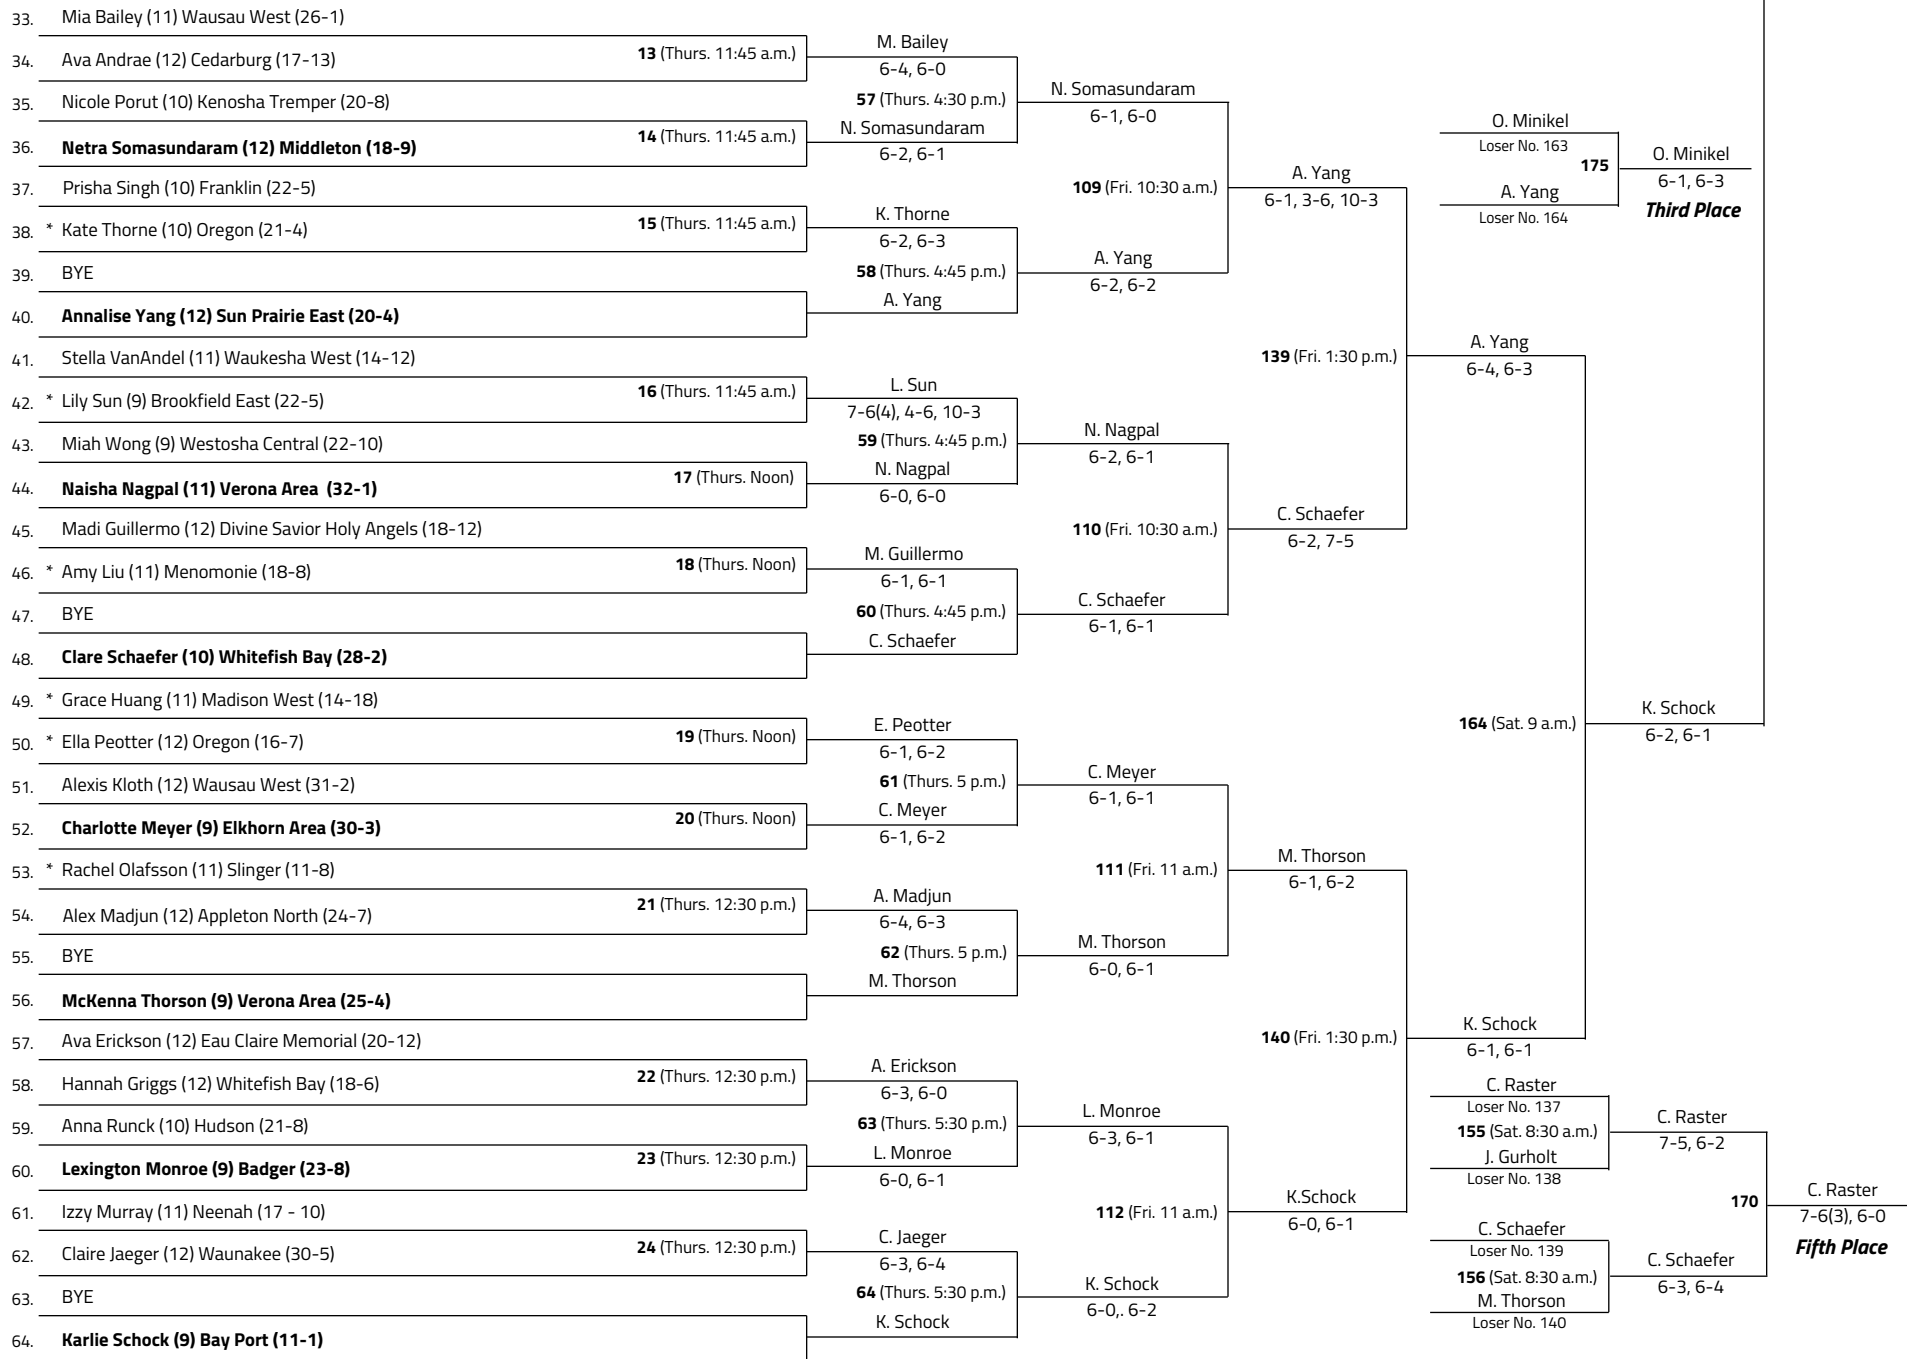 33. Mia Bailey (11) Wausau West (26-1)
34. Ava Andrae (12) Cedarburg (17-13)
35. Nicole Porut (10) Kenosha Tremper (20-8)
36. Netra Somasundaram (12) Middleton (18-9)
37. Prisha Singh (10) Franklin (22-5)
38. * Kate Thorne (10) Oregon (21-4)
39. BYE
40. Annalise Yang (12) Sun Prairie East (20-4)
41. Stella VanAndel (11) Waukesha West (14-12)
42. * Lily Sun (9) Brookfield East (22-5)
43. Miah Wong (9) Westosha Central (22-10)
44. Naisha Nagpal (11) Verona Area (32-1)
45. Madi Guillermo (12) Divine Savior Holy Angels (18-12)
46. * Amy Liu (11) Menomonie (18-8)
47. BYE
48. Clare Schaefer (10) Whitefish Bay (28-2)
49. * Grace Huang (11) Madison West (14-18)
50. * Ella Peotter (12) Oregon (16-7)
51. Alexis Kloth (12) Wausau West (31-2)
52. Charlotte Meyer (9) Elkhorn Area (30-3)
53. * Rachel Olafsson (11) Slinger (11-8)
54. Alex Madjun (12) Appleton North (24-7)
55. BYE
56. McKenna Thorson (9) Verona Area (25-4)
57. Ava Erickson (12) Eau Claire Memorial (20-12)
58. Hannah Griggs (12) Whitefish Bay (18-6)
59. Anna Runck (10) Hudson (21-8)
60. Lexington Monroe (9) Badger (23-8)
61. Izzy Murray (11) Neenah (17 - 10)
62. Claire Jaeger (12) Waunakee (30-5)
63. BYE
64. Karlie Schock (9) Bay Port (11-1)
13 (Thurs. 11:45 a.m.)
14 (Thurs. 11:45 a.m.)
15 (Thurs. 11:45 a.m.)
16 (Thurs. 11:45 a.m.)
17 (Thurs. Noon)
18 (Thurs. Noon)
19 (Thurs. Noon)
20 (Thurs. Noon)
21 (Thurs. 12:30 p.m.)
22 (Thurs. 12:30 p.m.)
23 (Thurs. 12:30 p.m.)
24 (Thurs. 12:30 p.m.)
M. Bailey
6-4, 6-0
57 (Thurs. 4:30 p.m.)
N. Somasundaram
6-2, 6-1
K. Thorne
6-2, 6-3
58 (Thurs. 4:45 p.m.)
A. Yang
L. Sun
7-6(4), 4-6, 10-3
59 (Thurs. 4:45 p.m.)
N. Nagpal
6-0, 6-0
M. Guillermo
6-1, 6-1
60 (Thurs. 4:45 p.m.)
C. Schaefer
E. Peotter
6-1, 6-2
61 (Thurs. 5 p.m.)
C. Meyer
6-1, 6-2
A. Madjun
6-4, 6-3
62 (Thurs. 5 p.m.)
M. Thorson
A. Erickson
6-3, 6-0
63 (Thurs. 5:30 p.m.)
L. Monroe
6-0, 6-1
C. Jaeger
6-3, 6-4
64 (Thurs. 5:30 p.m.)
K. Schock
N. Somasundaram
6-1, 6-0
109 (Fri. 10:30 a.m.)
A. Yang
6-2, 6-2
N. Nagpal
6-2, 6-1
110 (Fri. 10:30 a.m.)
C. Schaefer
6-1, 6-1
C. Meyer
6-1, 6-1
111 (Fri. 11 a.m.)
M. Thorson
6-0, 6-1
L. Monroe
6-3, 6-1
112 (Fri. 11 a.m.)
K. Schock
6-0,. 6-2
A. Yang
6-1, 3-6, 10-3
139 (Fri. 1:30 p.m.)
C. Schaefer
6-2, 7-5
M. Thorson
6-1, 6-2
140 (Fri. 1:30 p.m.)
K.Schock
6-0, 6-1
A. Yang
6-4, 6-3
164 (Sat. 9 a.m.)
K. Schock
6-1, 6-1
K. Schock
6-2, 6-1
O. Minikel
Loser No. 163
175
A. Yang
Loser No. 164
O. Minikel
6-1, 6-3
Third Place
C. Raster
Loser No. 137
155 (Sat. 8:30 a.m.)
J. Gurholt
Loser No. 138
C. Raster
7-5, 6-2
170
C. Schaefer
Loser No. 139
156 (Sat. 8:30 a.m.)
M. Thorson
Loser No. 140
C. Schaefer
6-3, 6-4
C. Raster
7-6(3), 6-0
Fifth Place